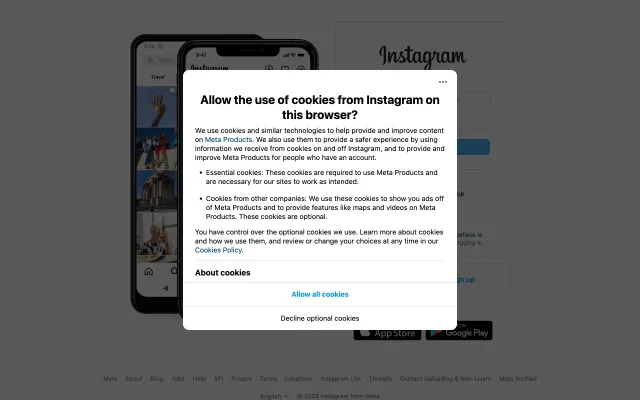 9:41
Instagram
Travel
Allow the use of cookies from Instagram on
this browser?
We use cookies and similar technologies to help provide and improve content
on Meta Products. We also use them to provide a safer experience by using
information we receive from cookies on and off Instagram, and to provide and
improve Meta Products for people who have an account.
• Essential cookies: These cookies are required to use Meta Products and
are necessary for our sites to work as intended.
• Cookies from other companies: We use these cookies to show you ads off
of Meta Products and to provide features like maps and videos on Meta
Products. These cookies are optional.
You have control over the optional cookies we use. Learn more about cookies
and how we use them, and review or change your choices at any time in our
Cookies Policy.
About cookies
Allow all cookies
Decline optional cookies
believe is
up
App Store
Google Play
Meta About Blog Jobs Help API Privacy Terms Locations Instagram Lite Threads Contact Uploading & Non-Users Meta Verified
English © 2024 Instagram from Meta